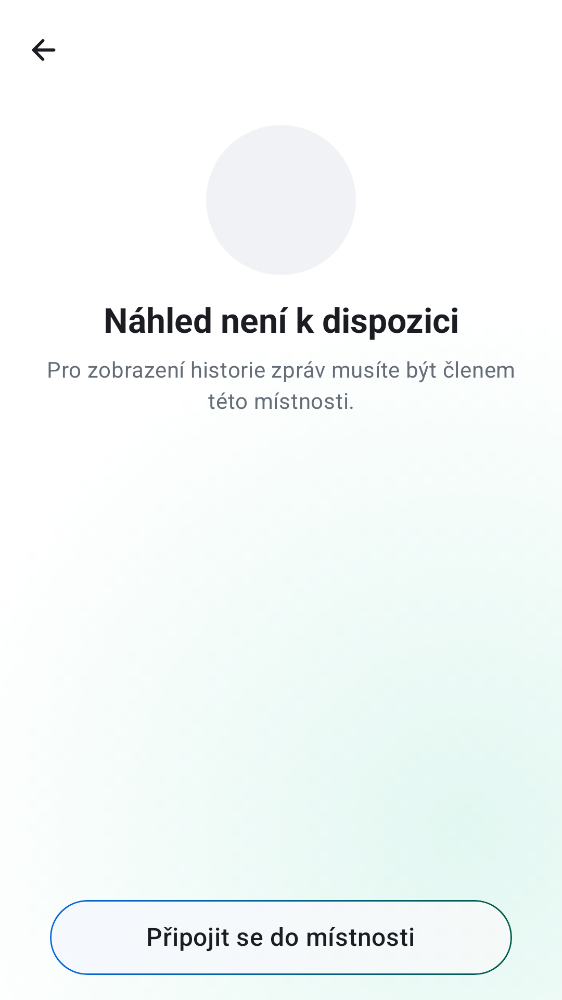 Náhled není k dispozici
Pro zobrazení historie zpráv musíte být členem
této místnosti.
Připojit se do místnosti